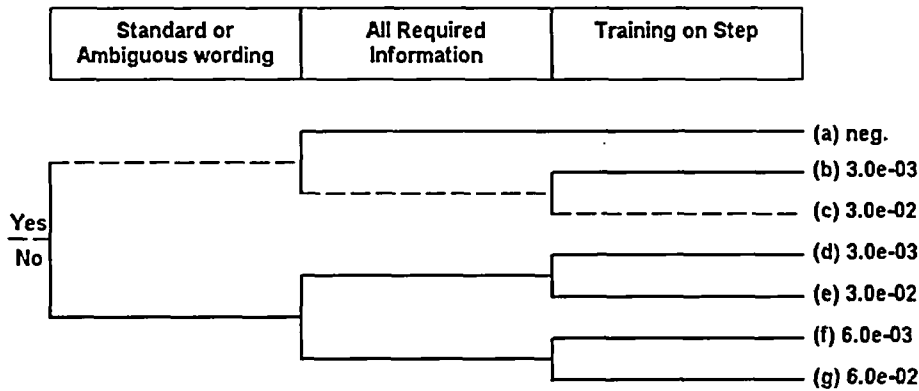 Standard or
Ambiguous wording
All Required
Information
Training on Step
Yes
No
(a) neg.
(b) 3.0e-03
(c) 3.0e-02
(d) 3.0e-03
(e) 3.0e-02
(f) 6.0e-03
(g) 6.0e-02